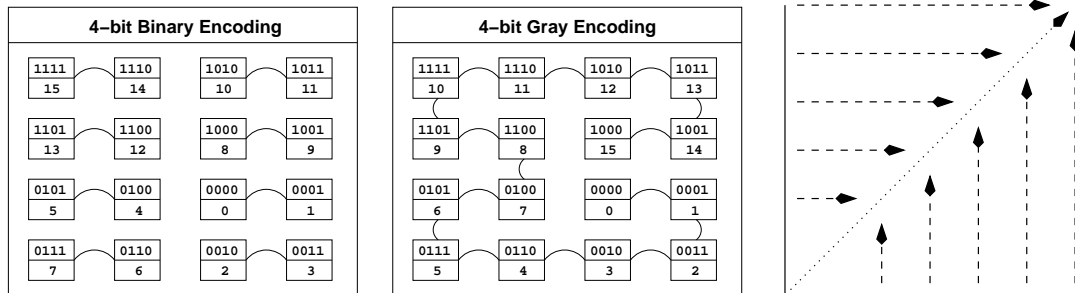 4−bit Binary Encoding
1111 1110 1010 1011
15 14 10 11
1101 1100 1000 1001
13 12 8 9
0101 0100 0000 0001
5 4 0 1
0111 0110 0010 0011
7 6 2 3
4−bit Gray Encoding
1111 1110 1010 1011
10 11 12 13
1101 1100 1000 1001
9 8 15 14
0101 0100 0000 0001
6 7 0 1
0111 0110 0010 0011
5 4 3 2